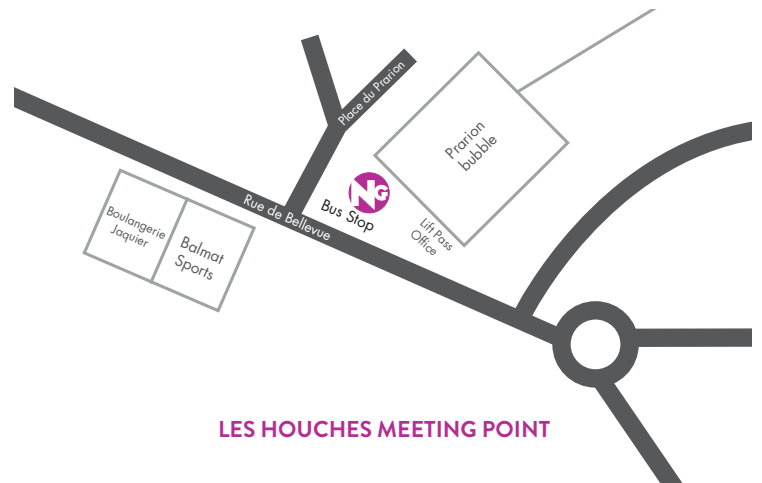 Place du Prarion
Prarion
bubble
NG
Bus Stop
Lift Pass
Office
Rue de Bellevue
Boulangerie
Jaquier
Balmat
Sports
LES HOUCHES MEETING POINT